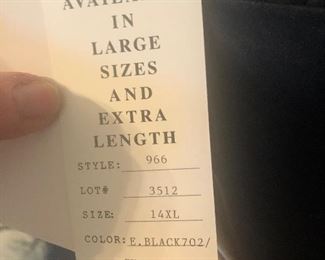 IN
LARGE
SIZES
AND
EXTRA
LENGTH
STYLE: 966
LOT# 3512
SIZE: 14XL
COLOR: E.BLACK702/